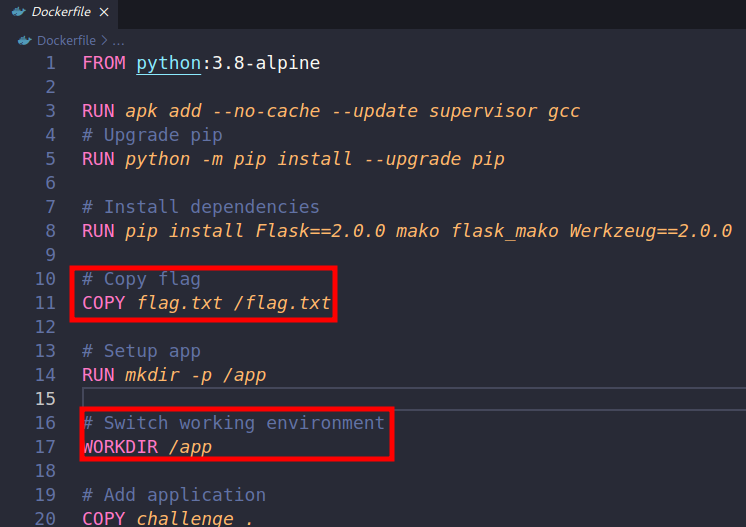 Dockerfile ×
Dockerfile > ...
1 FROM python:3.8-alpine
2
3 RUN apk add --no-cache --update supervisor gcc
4 # Upgrade pip
5 RUN python -m pip install --upgrade pip
6
7 # Install dependencies
8 RUN pip install Flask==2.0.0 mako flask_mako Werkzeug==2.0.0
9
10 # Copy flag
11 COPY flag.txt /flag.txt
12
13 # Setup app
14 RUN mkdir -p /app
15
16 # Switch working environment
17 WORKDIR /app
18
19 # Add application
20 COPY challenge .